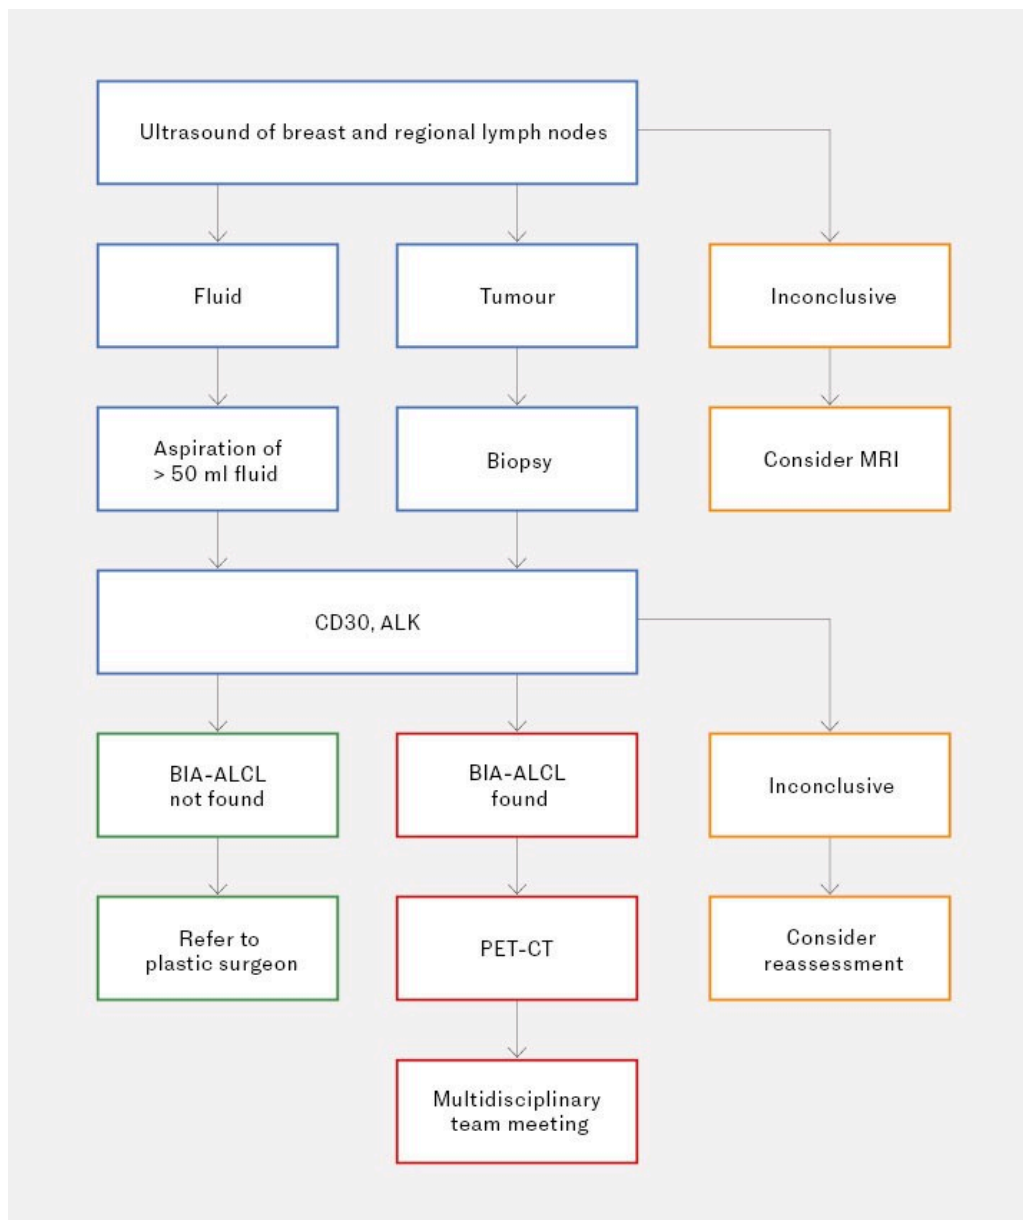 Ultrasound of breast and regional lymph nodes
Fluid
Tumour
Inconclusive
Aspiration of
> 50 ml fluid
Biopsy
Consider MRI
CD30, ALK
BIA-ALCL
not found
BIA-ALCL
found
Inconclusive
Refer to
plastic surgeon
PET-CT
Consider
reassessment
Multidisciplinary
team meeting